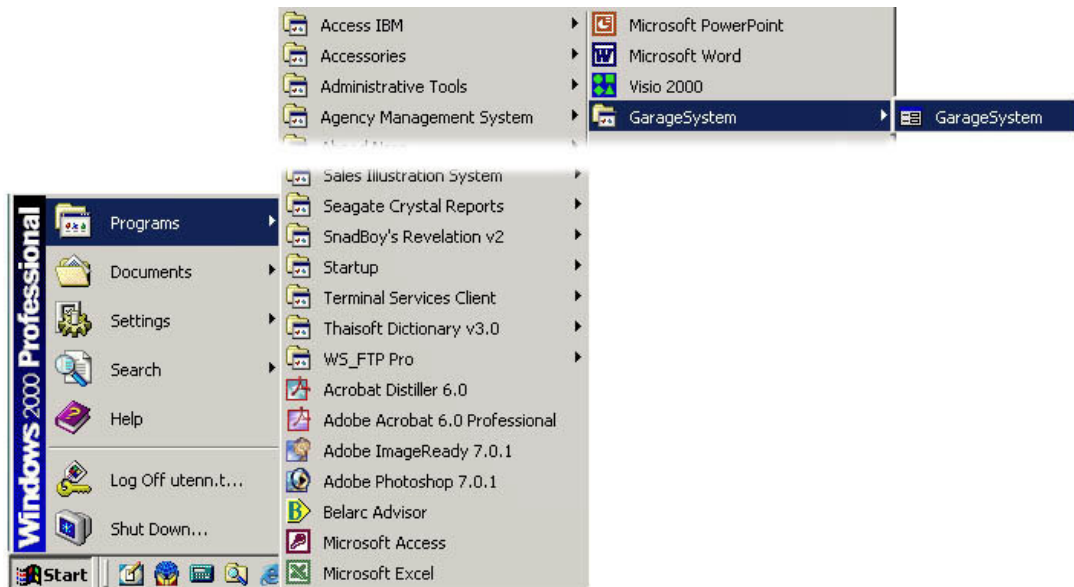 Access IBM
Accessories
Administrative Tools
Agency Management System
Sales Illustration System
Seagate Crystal Reports
SnadBoy's Revelation v2
Startup
Terminal Services Client
Thaisoft Dictionary v3.0
WS_FTP Pro
Acrobat Distiller 6.0
Adobe Acrobat 6.0 Professional
Adobe ImageReady 7.0.1
Adobe Photoshop 7.0.1
Belarc Advisor
Microsoft Access
Microsoft Excel
Microsoft PowerPoint
Microsoft Word
Visio 2000
GarageSystem
GarageSystem
Windows 2000 Professional
Programs
Documents
Settings
Search
Help
Log Off utenn.t...
Shut Down...
Start